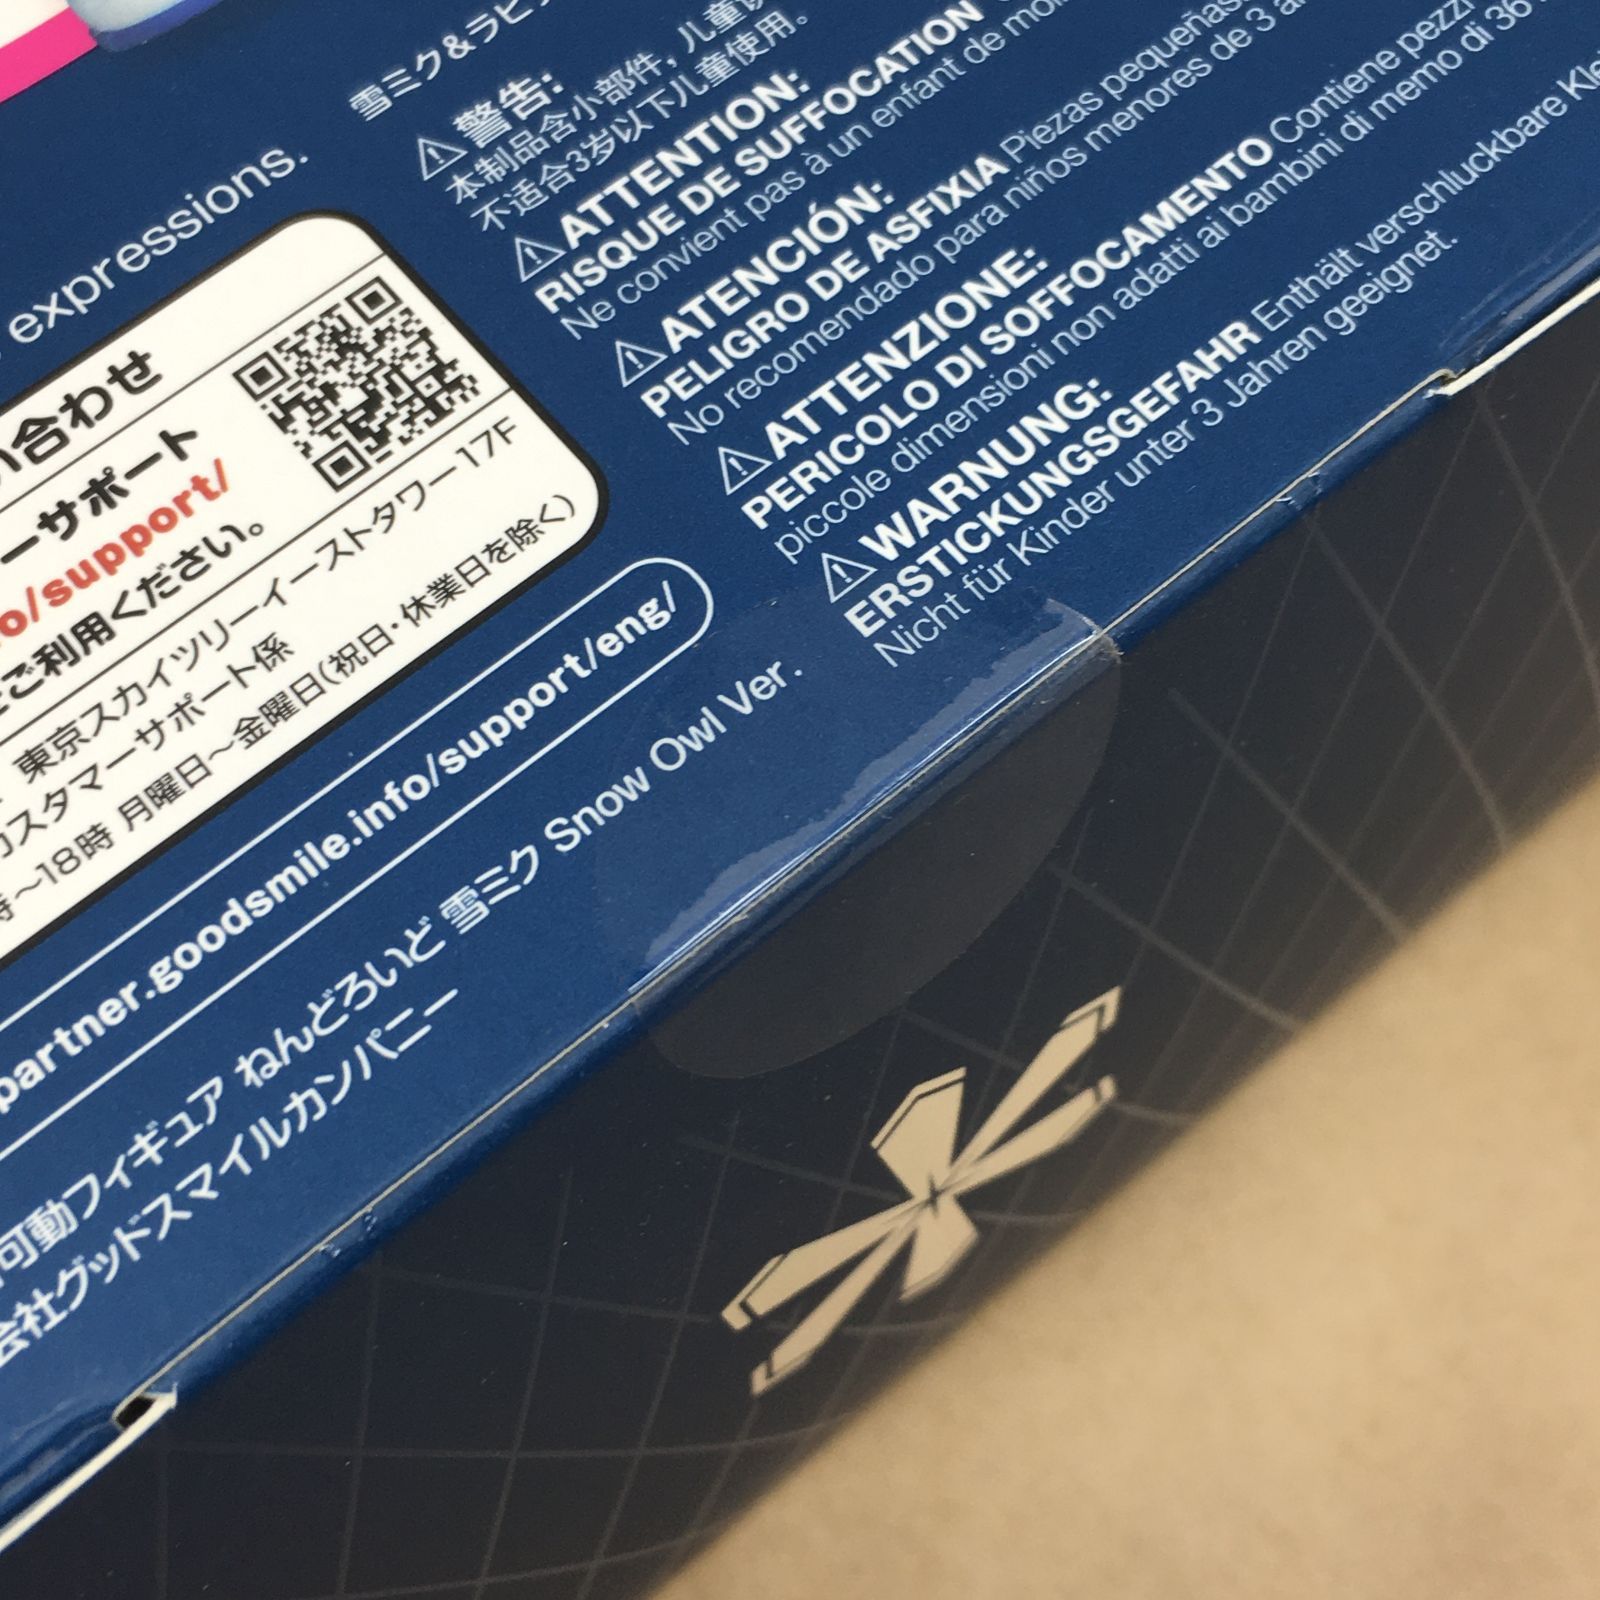 expressions.
い合わせ
ーサポート
o/support/
ご利用ください。
東京スカイツリーイーストタワー17F
カスタマーサポート係
時～18時 月曜日～金曜日(祝日・休業日を除く)
partner.goodsmile.info/support/eng/
可動フィギュア ねんどろいど 雪ミク Snow Owl Ver.
会社グッドスマイルカンパニー
雪ミク&ラビ
⚠警告:
本制品含小部件, 儿童
不适合3岁以下儿童使用。
⚠ATTENTION:
RISQUE DE SUFFOCATION
Ne convient pas à un enfant de
⚠ATENCIÓN:
PELIGRO DE ASFIXIA Piezas pequeñas
No recomendado para niños menores de 3
⚠ATTENZIONE:
PERICOLO DI SOFFOCAMENTO Contiene pezzi
piccole dimensioni non adatti ai bambini di memo di 36
⚠WARNUNG:
ERSTICKUNGSGEFAHR Enthält verschluckbare
Nicht für Kinder unter 3 Jahren geeignet.